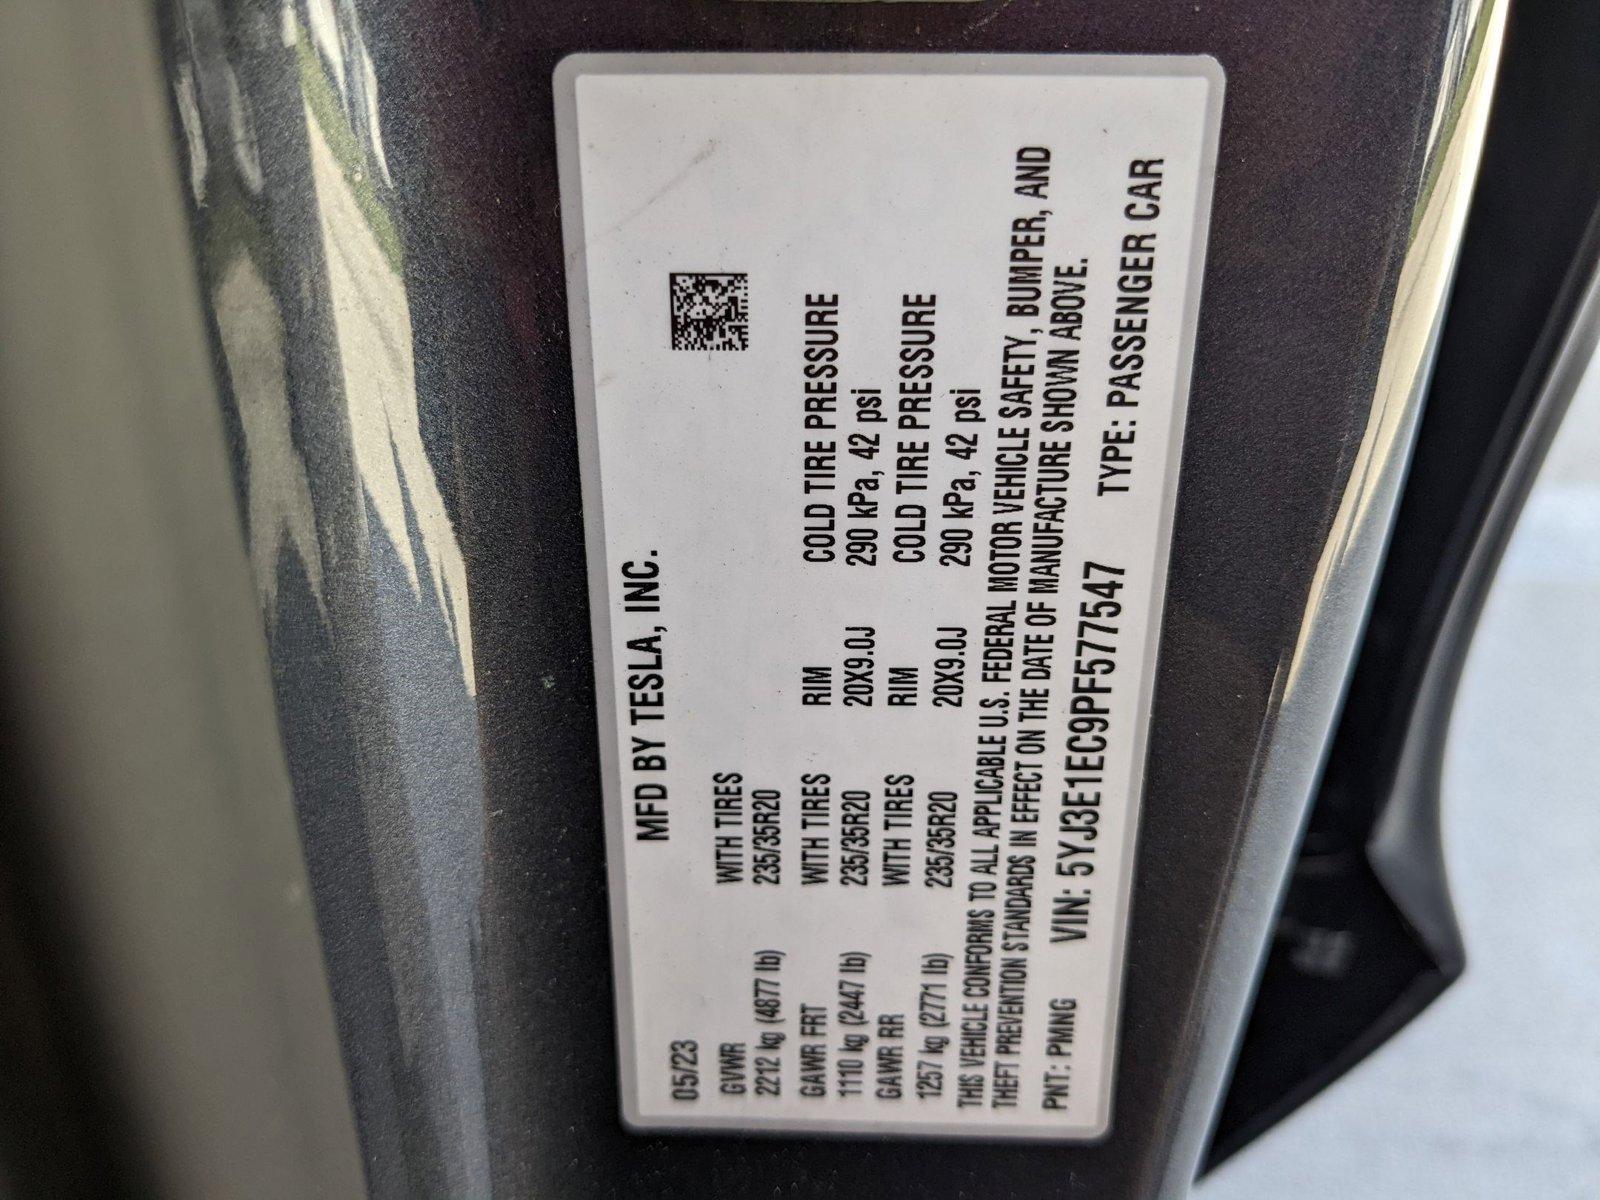 MFD BY TESLA, INC.
05/23
GVWR WITH TIRES
2212 kg (4877 lb) 235/35R20
GAWR FRT WITH TIRES RIM COLD TIRE PRESSURE
1110 kg (2447 lb) 235/35R20 20X9.0J 290 kPa, 42 psi
GAWR RR WITH TIRES RIM COLD TIRE PRESSURE
1257 kg (2771 lb) 235/35R20 20X9.0J 290 kPa, 42 psi
THIS VEHICLE CONFORMS TO ALL APPLICABLE U.S. FEDERAL MOTOR VEHICLE SAFETY, BUMPER, AND
THEFT PREVENTION STANDARDS IN EFFECT ON THE DATE OF MANUFACTURE SHOWN ABOVE.
PNT: PMNG VIN: 5YJ3E1EC9PF577547 TYPE: PASSENGER CAR